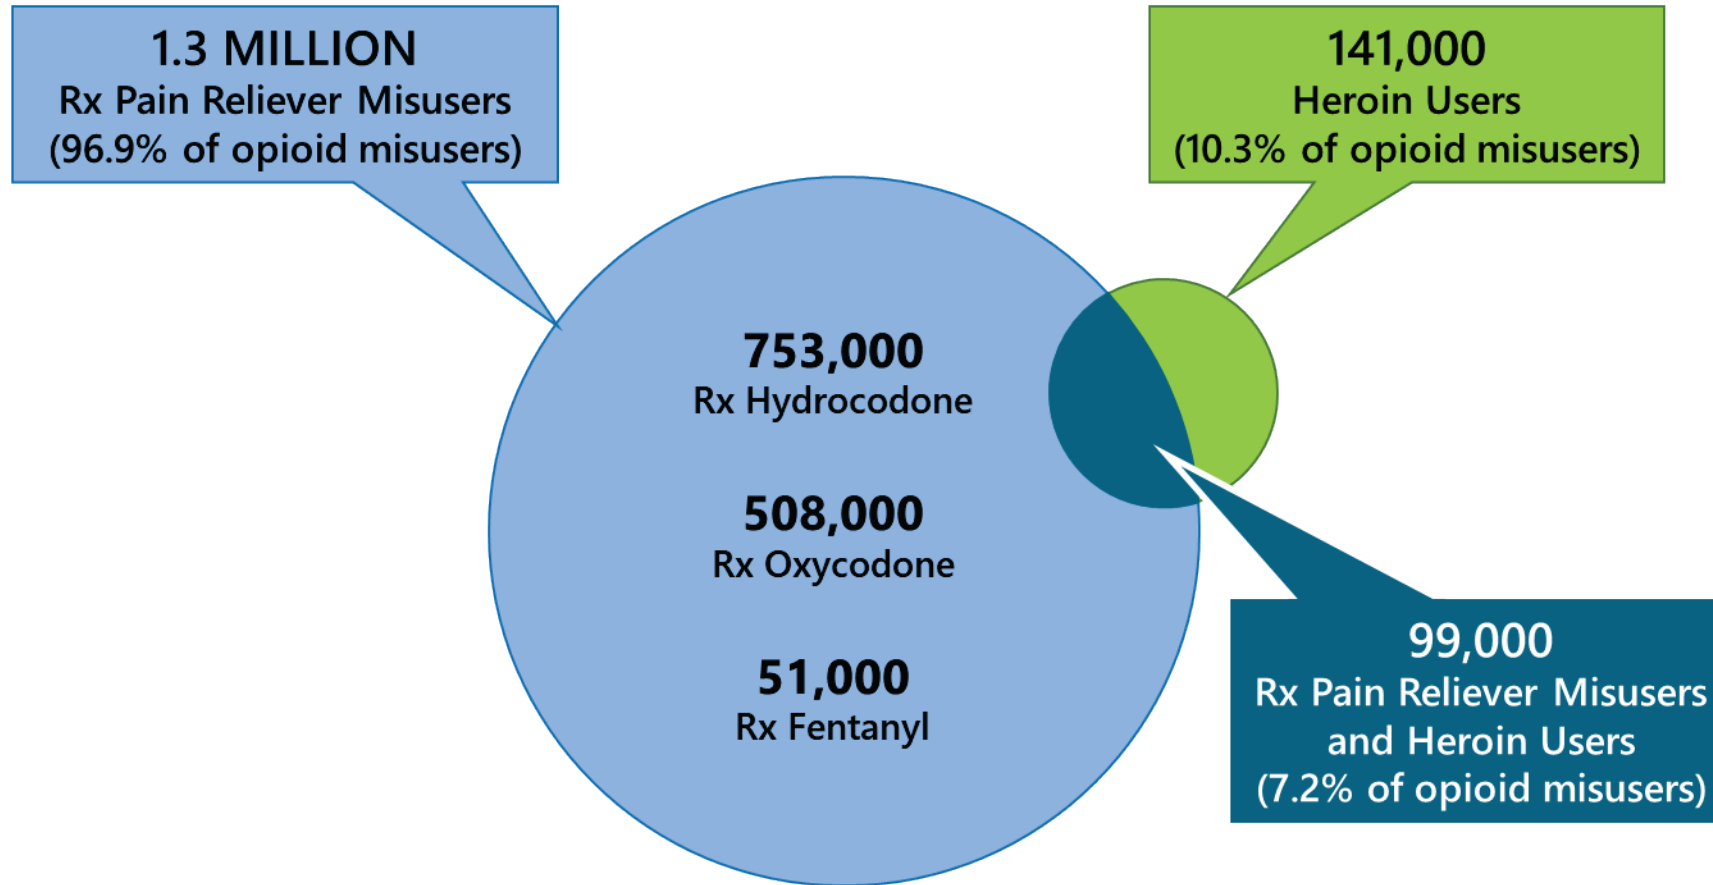 1.3 MILLION
Rx Pain Reliever Misusers
(96.9% of opioid misusers)
141,000
Heroin Users
(10.3% of opioid misusers)
753,000
Rx Hydrocodone
508,000
Rx Oxycodone
51,000
Rx Fentanyl
99,000
Rx Pain Reliever Misusers
and Heroin Users
(7.2% of opioid misusers)